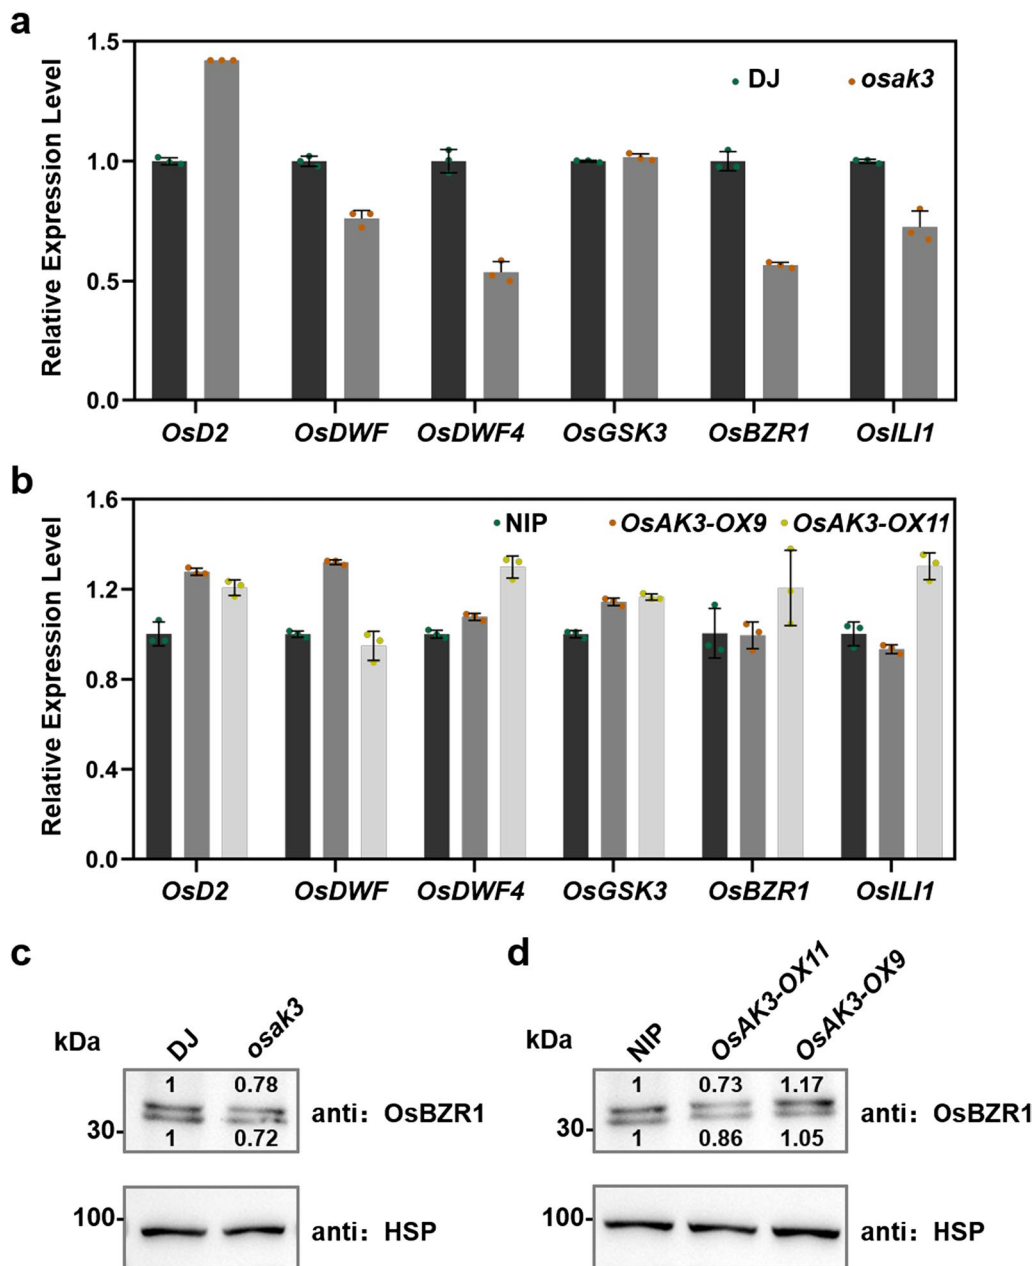 a
Relative Expression Level
1.5
1.0
0.5
0.0
DJ osak3
OsD2 OsDWF OsDWF4 OsGSK3 OsBZR1 OsILI1
b
Relative Expression Level
1.6
1.2
0.8
0.4
0.0
NIP OsAK3-OX9 OsAK3-OX11
OsD2 OsDWF OsDWF4 OsGSK3 OsBZR1 OsILI1
c
kDa DJ osak3
1 0.78
30 anti: OsBZR1
1 0.72
100 anti: HSP
d
kDa NIP OsAK3-OX11 OsAK3-OX9
1 0.73 1.17
30 anti: OsBZR1
1 0.86 1.05
100 anti: HSP